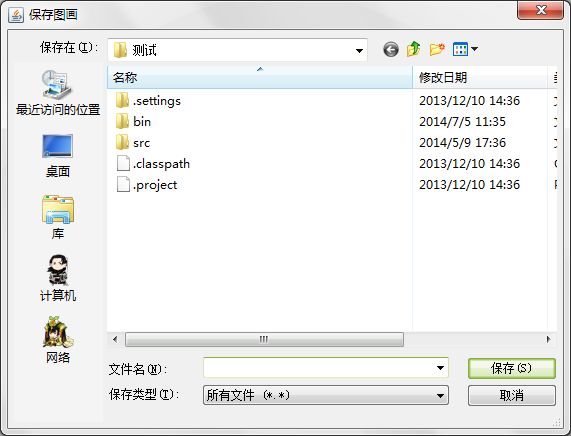 保存图画
保存在(I): 测试
名称 修改日期
.settings 2013/12/10 14:36
bin 2014/7/5 11:35
src 2014/5/9 17:36
.classpath 2013/12/10 14:36
.project 2013/12/10 14:36
最近访问的位置
桌面
库
计算机
网络
文件名(N): 保存(S)
保存类型(T): 所有文件 (*.*) 取消